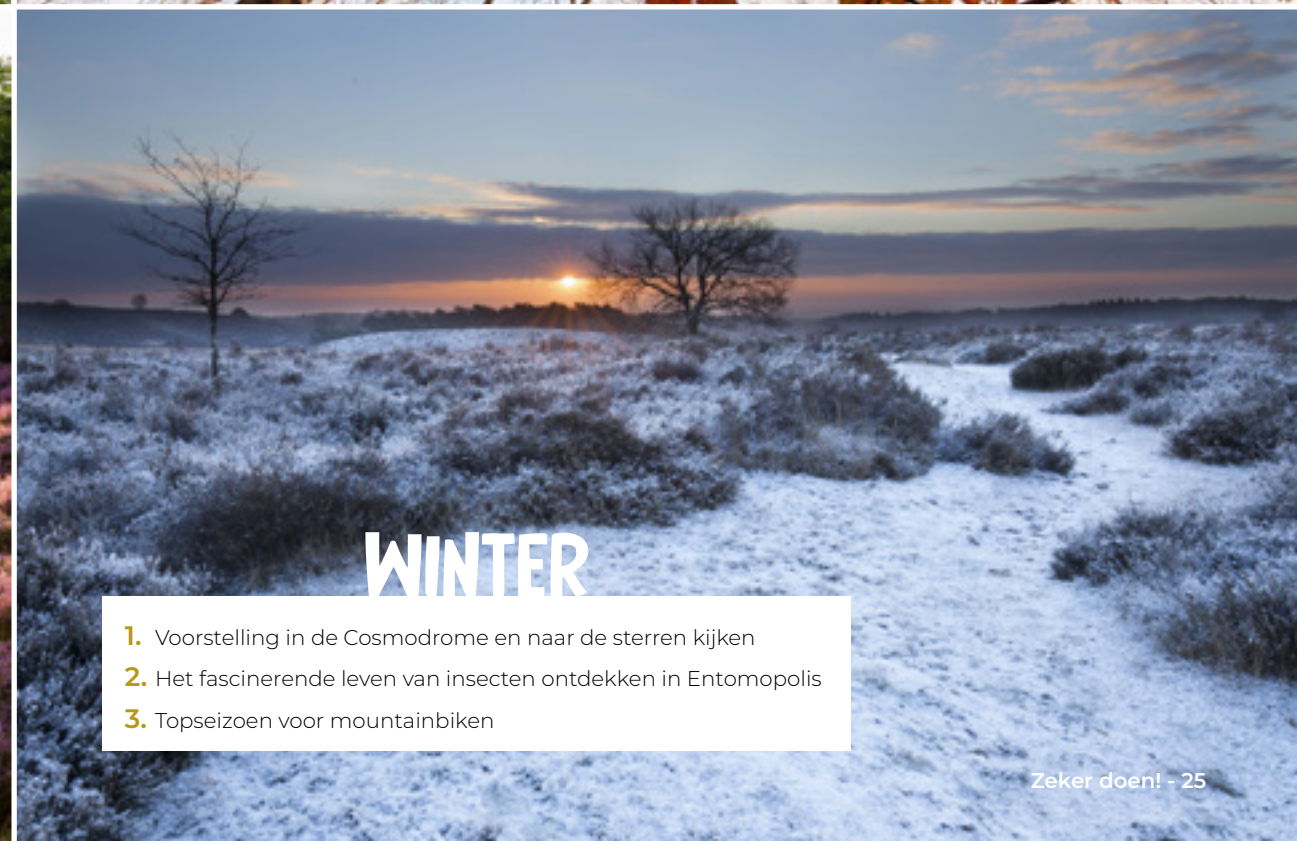 WINTER
1. Voorstelling in de Cosmodrome en naar de sterren kijken
2. Het fascinerende leven van insecten ontdekken in Entomopolis
3. Topseizoen voor mountainbiken
Zeker doen! - 25